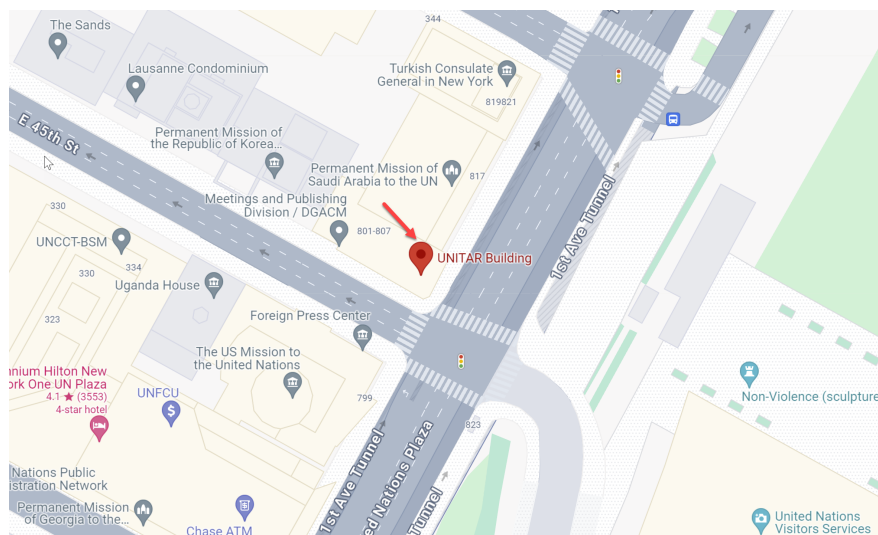 344
The Sands
Lausanne Condominium
Turkish Consulate
General in New York
819821
E 45th St
Permanent Mission of
the Republic of Korea...
Permanent Mission of
Saudi Arabia to the UN
817
1st Ave Tunnel
Meetings and Publishing
Division / DGACM
801-807
330
UNCCT-BSM
334
330
UNITAR Building
Uganda House
323
Foreign Press Center
The US Mission to
the United Nations
nnium Hilton New
ork One UN Plaza
4.1 ★ (3553)
4-star hotel
UNFCU
799
Non-Violence (sculpture
823
1st Ave Tunnel
ed Nations Plaza
Tunnel
Nations Public
istration Network
Permanent Mission
of Georgia to the...
Chase ATM
United Nations
Visitors Services